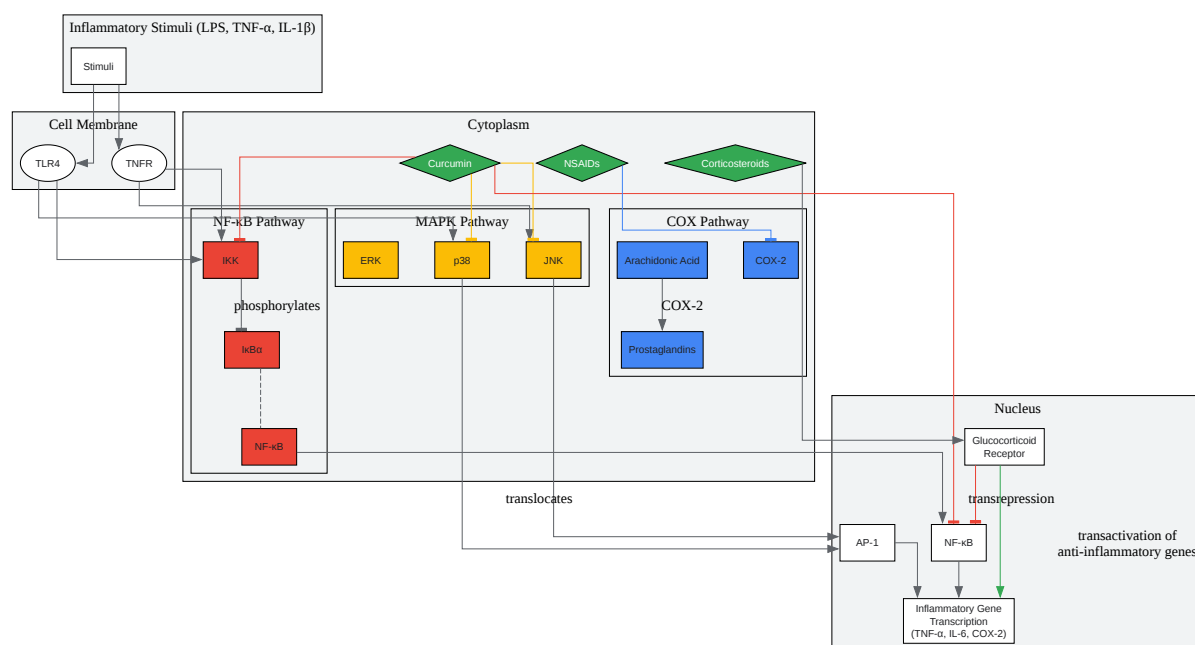 Inflammatory Stimuli (LPS, TNF-α, IL-1β)
Stimuli
Cell Membrane
TLR4
TNFR
Cytoplasm
Curcumin
NSAIDs
Corticosteroids
NF-κB Pathway
IKK
phosphorylates
IκBα
NF-κB
MAPK Pathway
ERK
p38
JNK
COX Pathway
Arachidonic Acid
COX-2
COX-2
Prostaglandins
translocates
Nucleus
Glucocorticoid
Receptor
transrepression
AP-1
NF-κB
transactivation of
anti-inflammatory genes
Inflammatory Gene
Transcription
(TNF-α, IL-6, COX-2)